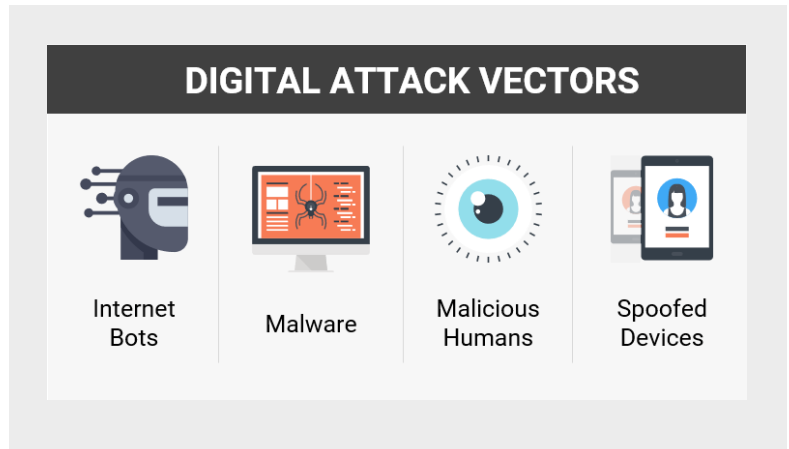 DIGITAL ATTACK VECTORS
Internet
Bots
Malware
Malicious
Humans
Spoofed
Devices